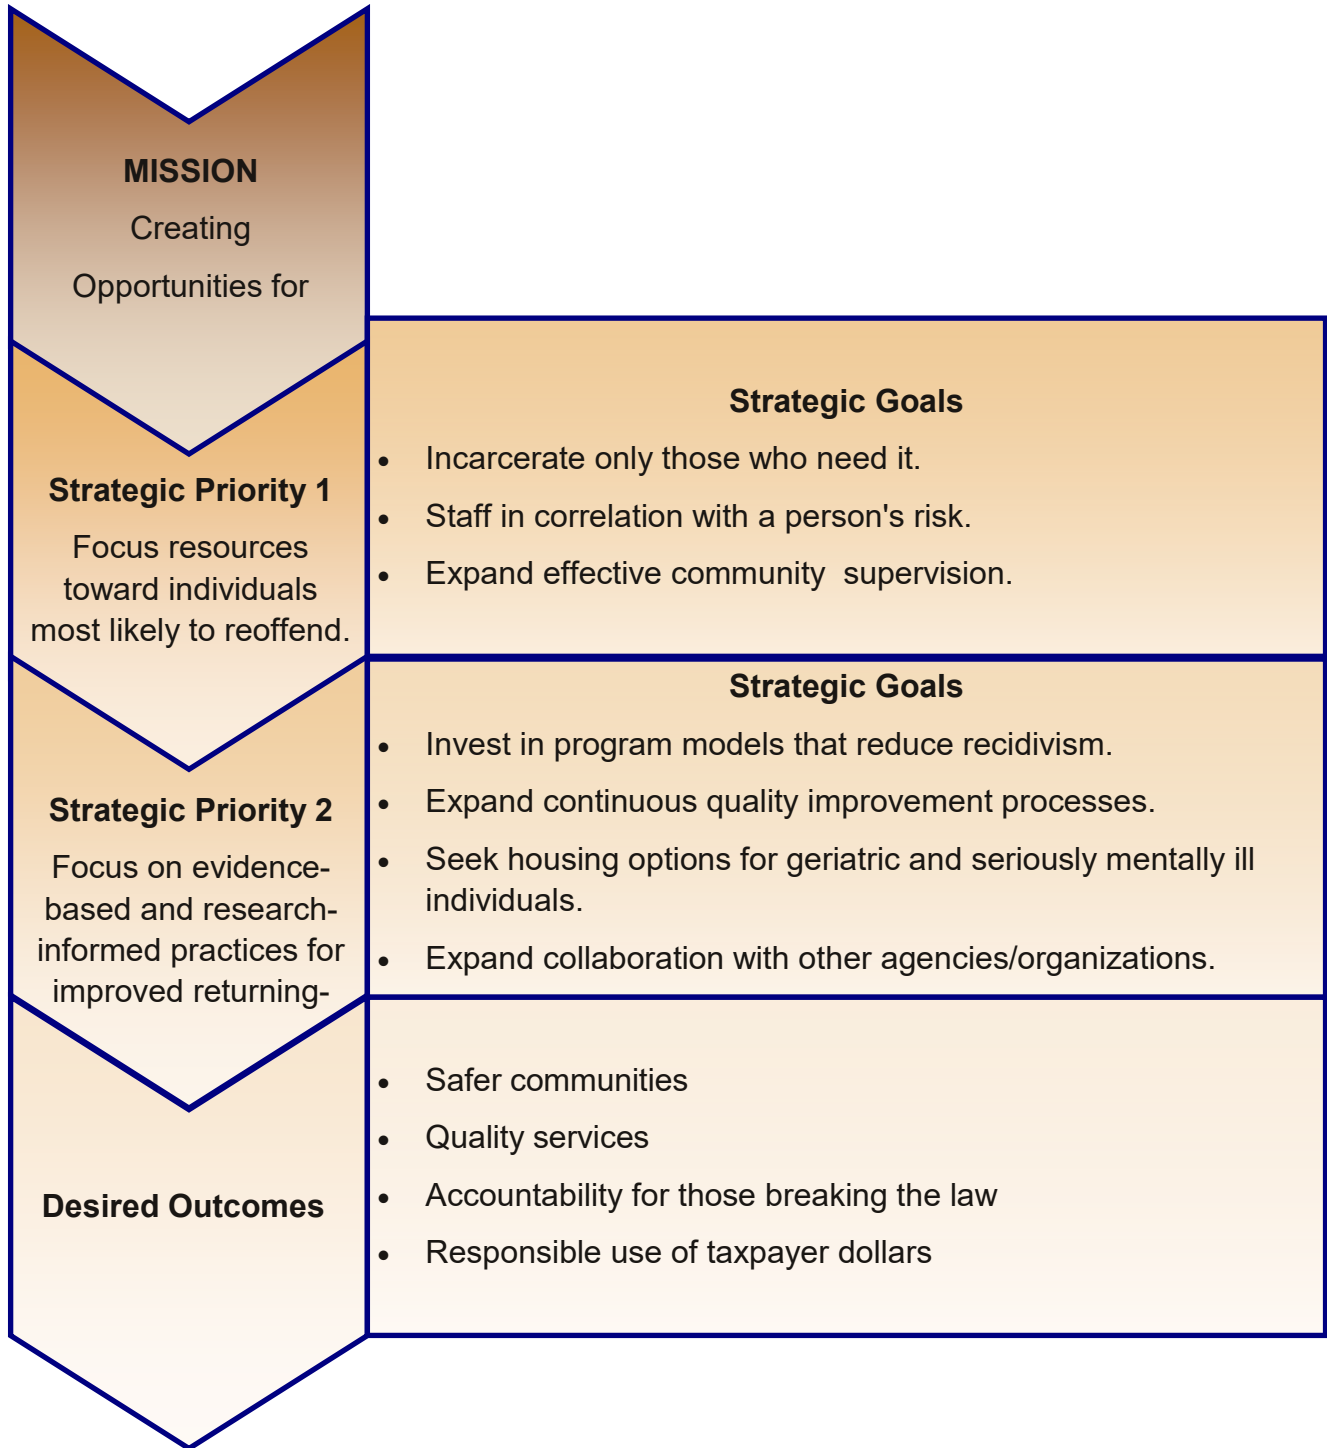 MISSION
Creating
Opportunities for
Strategic Priority 1
Focus resources
toward individuals
most likely to reoffend.
Strategic Goals
• Incarcerate only those who need it.
• Staff in correlation with a person's risk.
• Expand effective community  supervision.
Strategic Priority 2
Focus on evidence-
based and research-
informed practices for
improved returning-
Strategic Goals
• Invest in program models that reduce recidivism.
• Expand continuous quality improvement processes.
• Seek housing options for geriatric and seriously mentally ill
individuals.
• Expand collaboration with other agencies/organizations.
Desired Outcomes
• Safer communities
• Quality services
• Accountability for those breaking the law
• Responsible use of taxpayer dollars